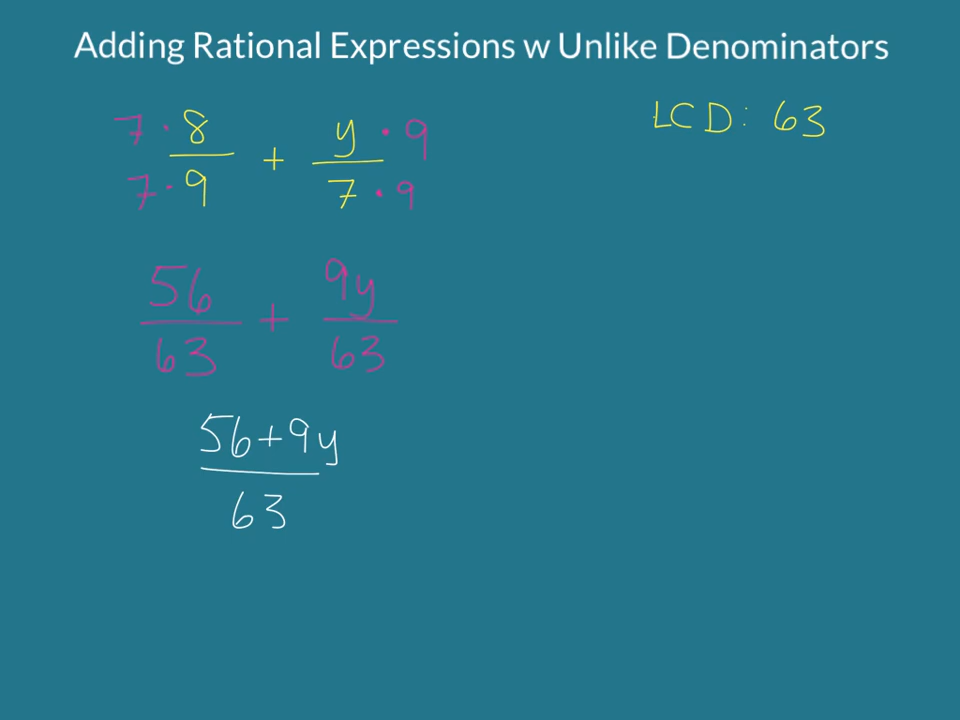 Adding Rational Expressions w Unlike Denominators
LCD: 63
7 · 8 / 7 · 9 + y · 9 / 7 · 9
56 / 63 + 9y / 63
56 + 9y / 63